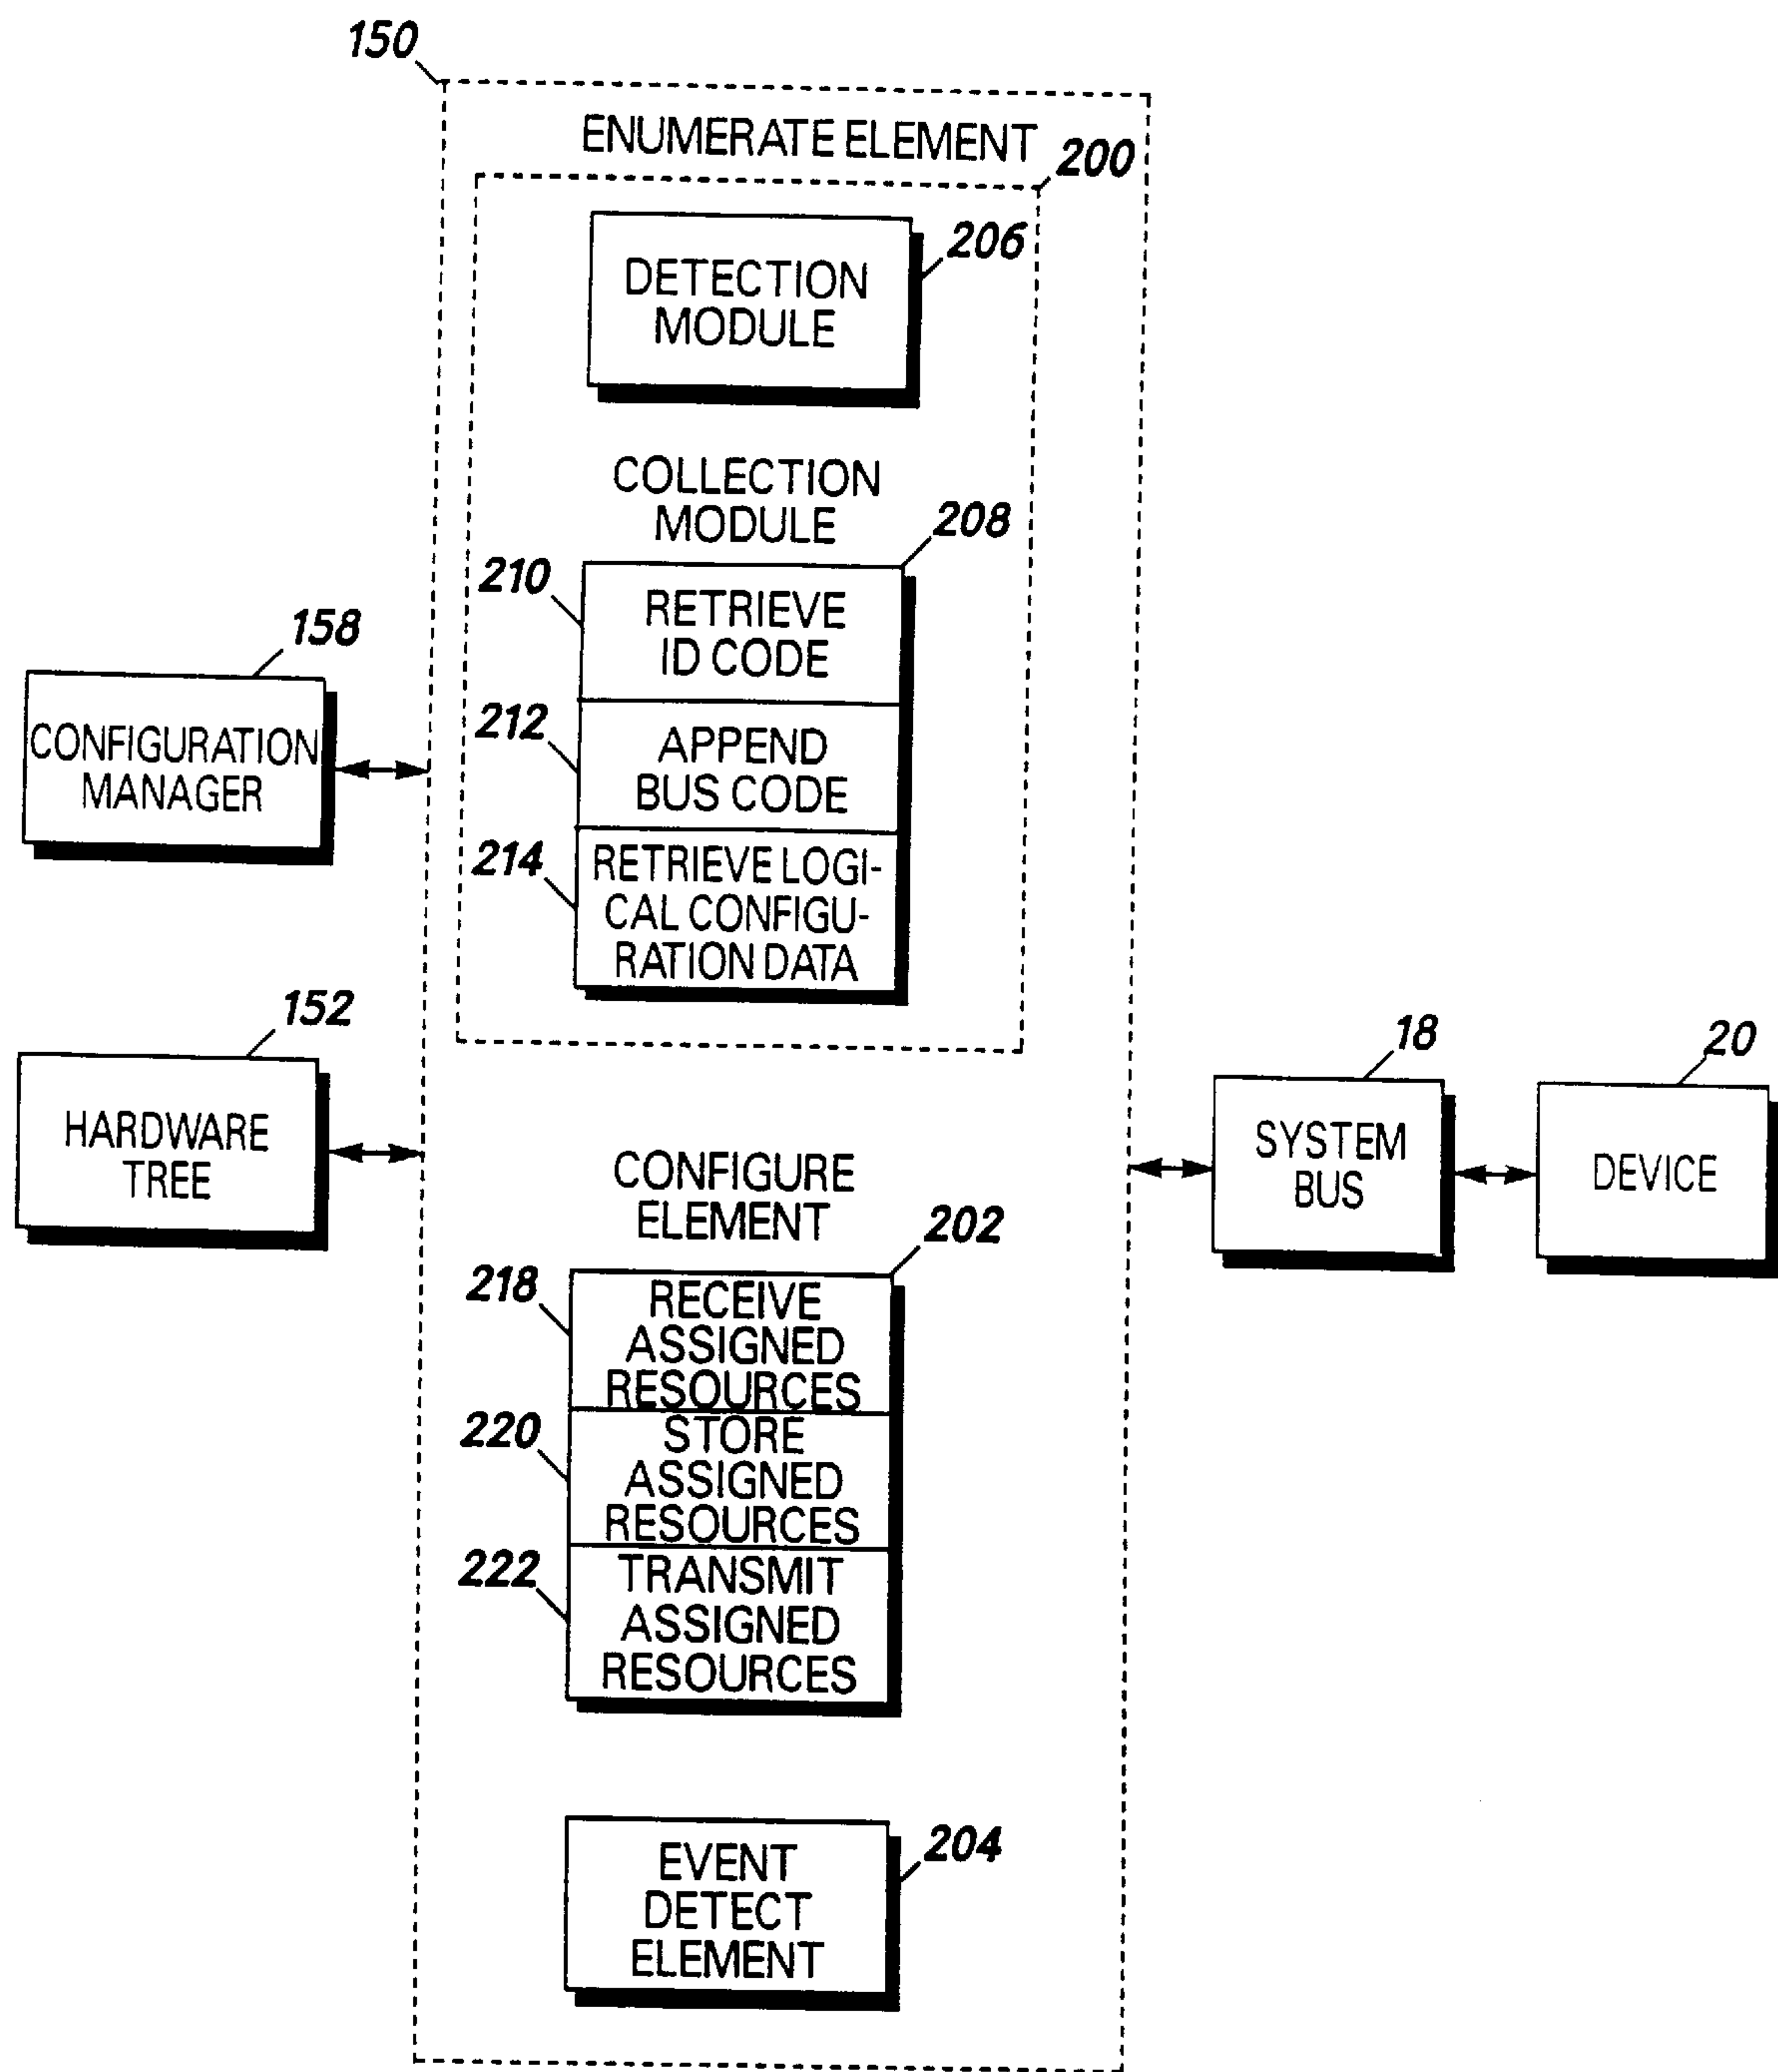 150
ENUMERATE ELEMENT
200
DETECTION
MODULE
206
COLLECTION
MODULE
208
210
RETRIEVE
ID CODE
212
APPEND
BUS CODE
214
RETRIEVE LOGI-
CAL CONFIGU-
RATION DATA
158
CONFIGURATION
MANAGER
152
HARDWARE
TREE
18
SYSTEM
BUS
20
DEVICE
CONFIGURE
ELEMENT
202
218
RECEIVE
ASSIGNED
RESOURCES
220
STORE
ASSIGNED
RESOURCES
222
TRANSMIT
ASSIGNED
RESOURCES
EVENT
DETECT
ELEMENT
204